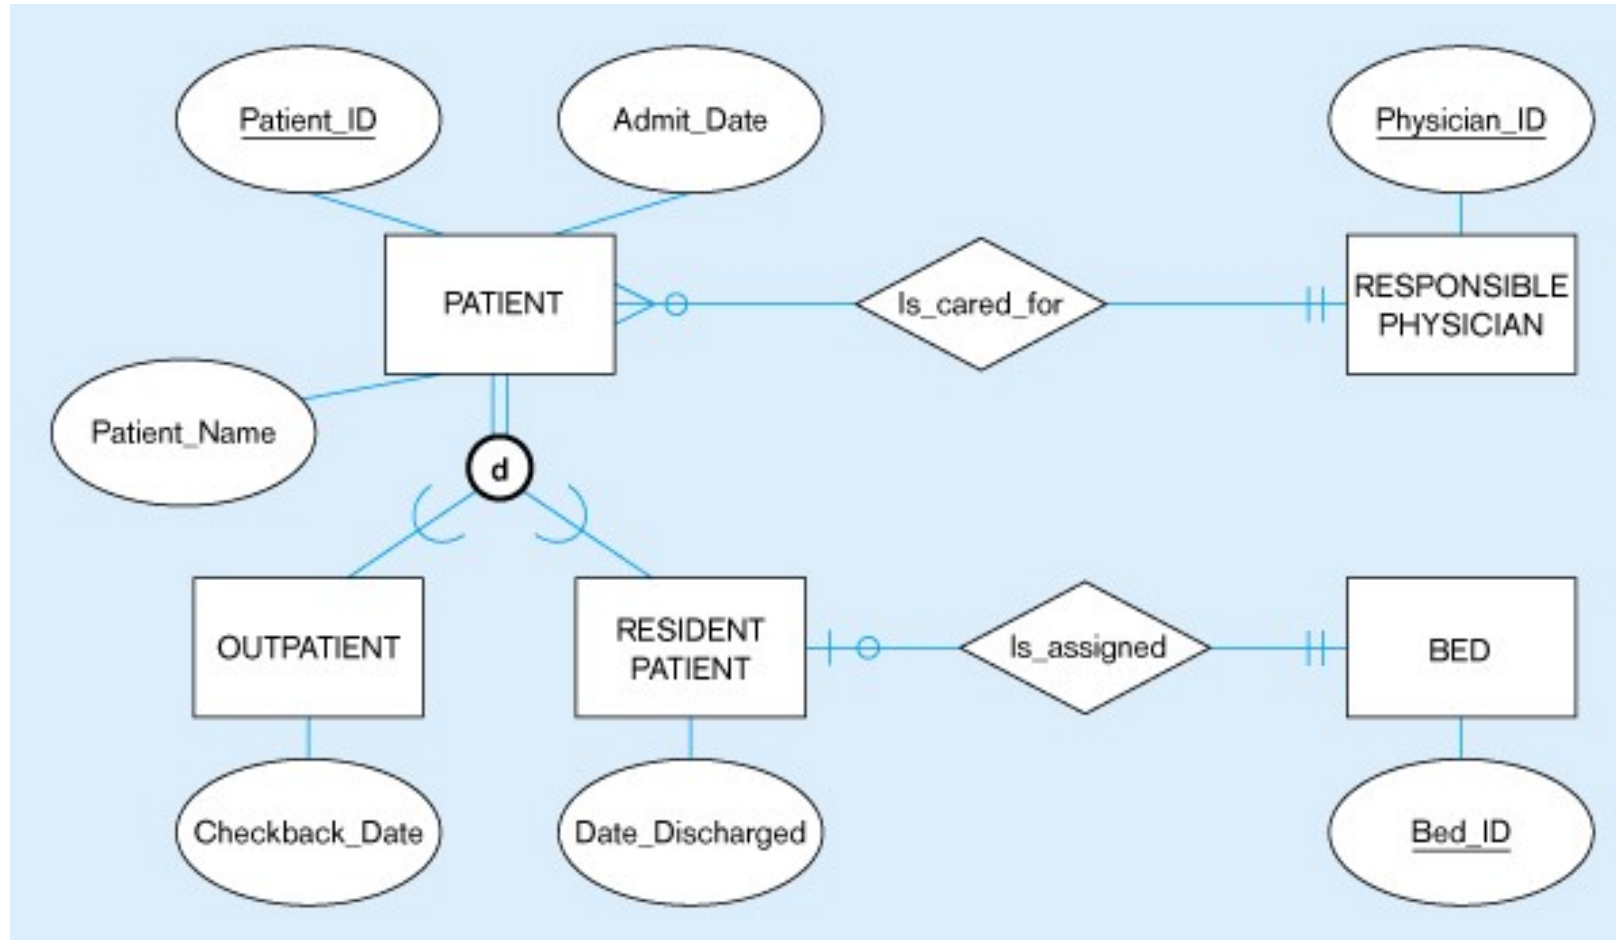 Patient_ID
Admit_Date
Physician_ID
PATIENT
Is_cared_for
RESPONSIBLE
PHYSICIAN
Patient_Name
d
OUTPATIENT
RESIDENT
PATIENT
Is_assigned
BED
Checkback_Date
Date_Discharged
Bed_ID